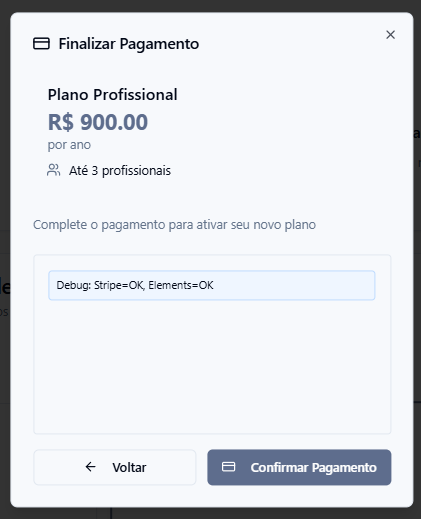 Finalizar Pagamento
Plano Profissional
R$ 900.00
por ano
Até 3 profissionais
Complete o pagamento para ativar seu novo plano
Debug: Stripe=OK, Elements=OK
Voltar
Confirmar Pagamento